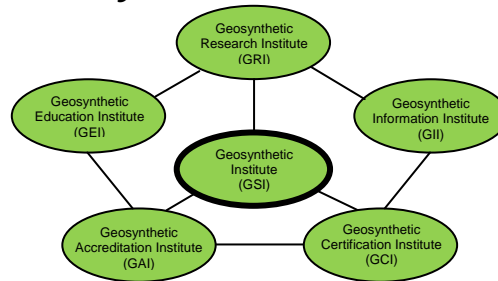 Geosynthetic
Research Institute
(GRI)
Geosynthetic
Education Institute
(GEI)
Geosynthetic
Information Institute
(GII)
Geosynthetic
Institute
(GSI)
Geosynthetic
Accreditation Institute
(GAI)
Geosynthetic
Certification Institute
(GCI)